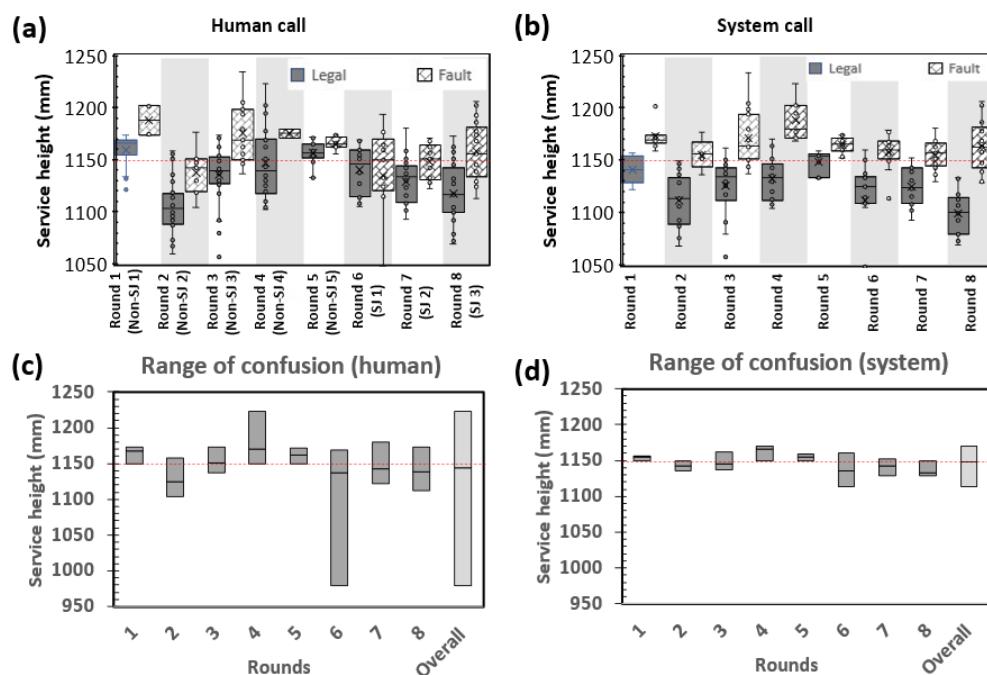 (a)
Human call
Service height (mm)
1250
1200
1150
1100
1050
Legal
Fault
Round 1
(Non-SJ 1)
Round 2
(Non-SJ 2)
Round 3
(Non-SJ 3)
Round 4
(Non-SJ 4)
Round 5
(Non-SJ 5)
Round 6
(SJ 1)
Round 7
(SJ 2)
Round 8
(SJ 3)
(b)
System call
Service height (mm)
1250
1200
1150
1100
1050
Legal
Fault
Round 1
Round 2
Round 3
Round 4
Round 5
Round 6
Round 7
Round 8
(c)
Range of confusion (human)
Service height (mm)
1250
1200
1150
1100
1050
1000
950
1
2
3
4
5
6
7
8
Overall
Rounds
(d)
Range of confusion (system)
Service height (mm)
1250
1200
1150
1100
1050
1000
950
1
2
3
4
5
6
7
8
Overall
Rounds